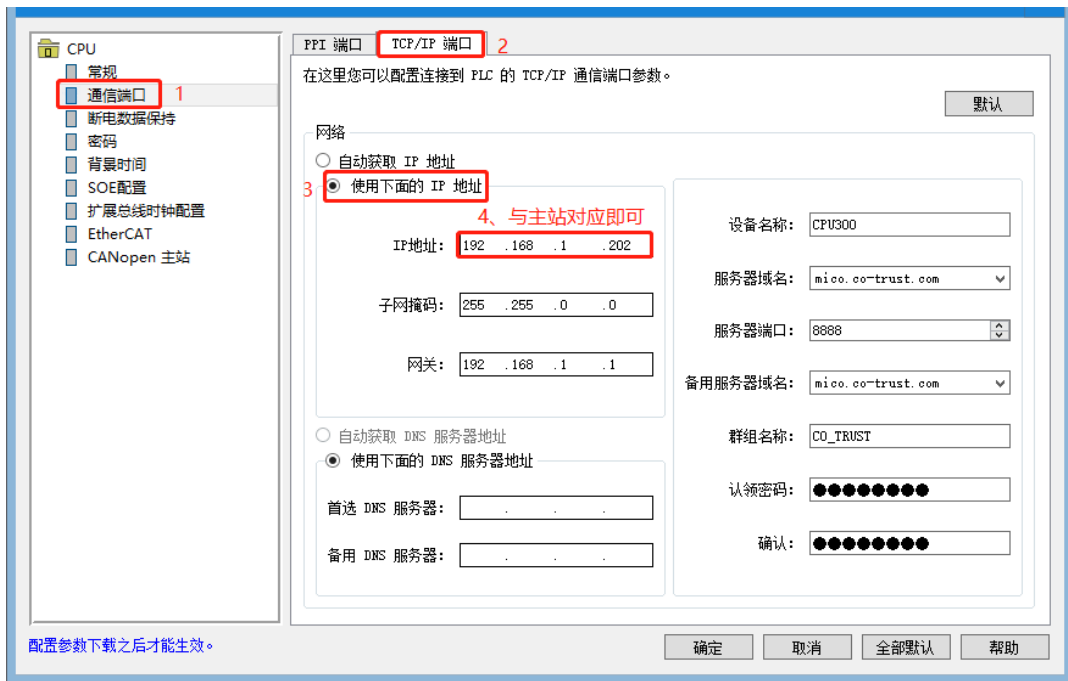 CPU
常规
通信端口 1
断电数据保持
密码
背景时间
SOE配置
扩展总线时钟配置
EtherCAT
CANopen 主站
PPI 端口 TCP/IP 端口 2
在这里您可以配置连接到 PLC 的 TCP/IP 通信端口参数。
默认
网络
自动获取 IP 地址
3 使用下面的 IP 地址
4、与主站对应即可
IP地址: 192 .168 .1 .202
子网掩码: 255 .255 .0 .0
网关: 192 .168 .1 .1
自动获取 DNS 服务器地址
使用下面的 DNS 服务器地址
首选 DNS 服务器: . . .
备用 DNS 服务器: . . .
设备名称: CPU300
服务器域名: mico.co-trust.com
服务器端口: 8888
备用服务器域名: mico.co-trust.com
群组名称: CO_TRUST
认领密码: ●●●●●●●●
确认: ●●●●●●●●
配置参数下载之后才能生效。
确定 取消 全部默认 帮助